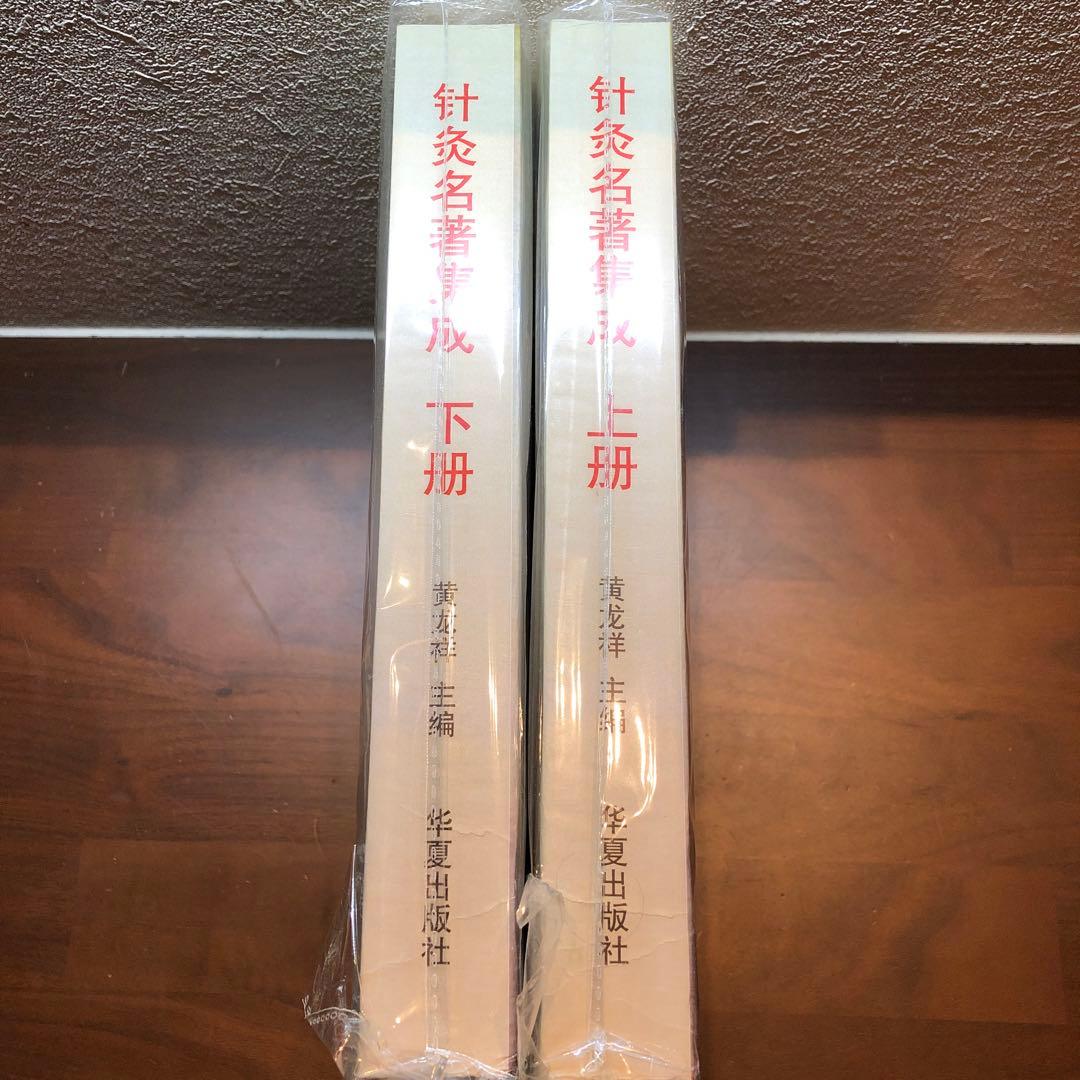 针灸名著集成 下册
黄龙祥 主编
华夏出版社
针灸名著集成 上册
黄龙祥 主编
华夏出版社